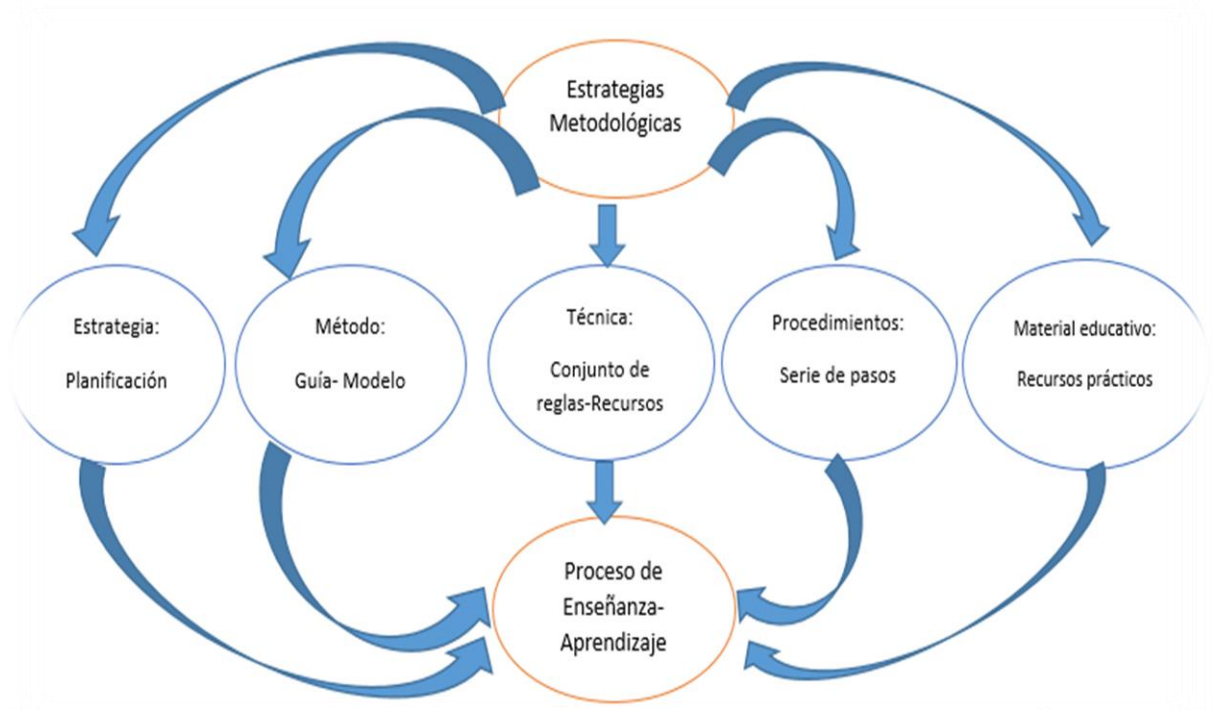 Estrategias
Metodológicas
Estrategia:
Planificación
Método:
Guía- Modelo
Técnica:
Conjunto de
reglas-Recursos
Procedimientos:
Serie de pasos
Material educativo:
Recursos prácticos
Proceso de
Enseñanza-
Aprendizaje